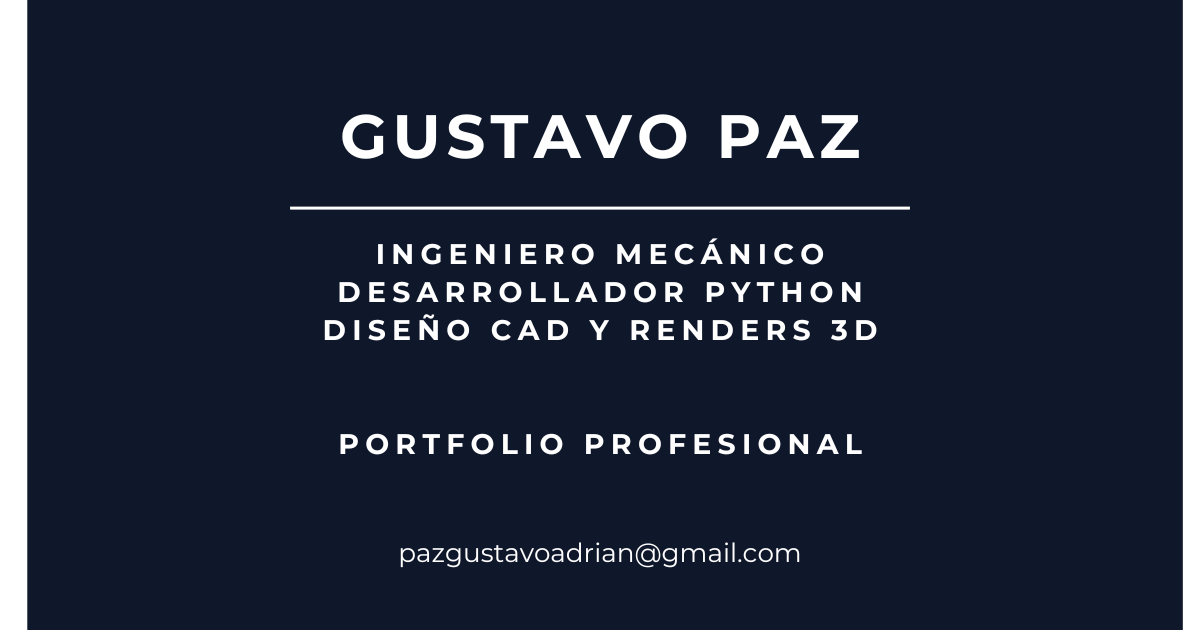 GUSTAVO PAZ
INGENIERO MECÁNICO
DESARROLLADOR PYTHON
DISEÑO CAD Y RENDERS 3D
PORTFOLIO PROFESIONAL
pazgustavoadrian@gmail.com